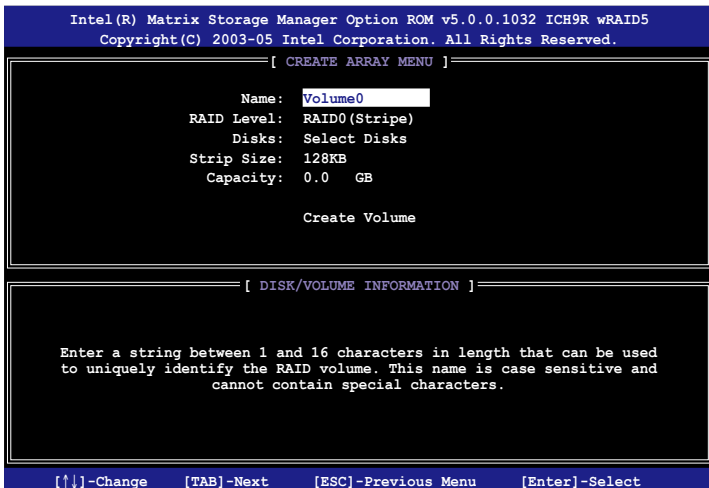 Intel(R) Matrix Storage Manager Option ROM v5.0.0.1032 ICH9R wRAID5
Copyright(C) 2003-05 Intel Corporation. All Rights Reserved.
[ CREATE ARRAY MENU ]
Name: Volume0
RAID Level: RAID0(Stripe)
Disks: Select Disks
Strip Size: 128KB
Capacity: 0.0 GB
Create Volume
[ DISK/VOLUME INFORMATION ]
Enter a string between 1 and 16 characters in length that can be used
to uniquely identify the RAID volume. This name is case sensitive and
cannot contain special characters.
[↑↓]-Change [TAB]-Next [ESC]-Previous Menu [Enter]-Select